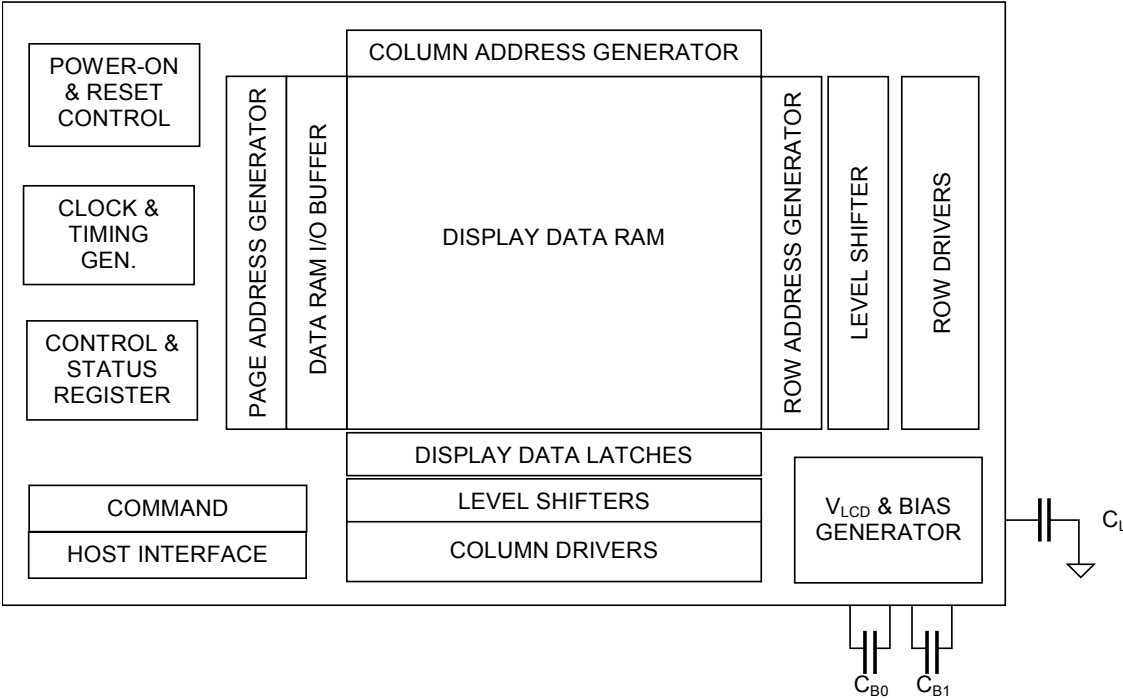 COLUMN ADDRESS GENERATOR
POWER-ON
& RESET
CONTROL
CLOCK &
TIMING
GEN.
CONTROL &
STATUS
REGISTER
PAGE ADDRESS GENERATOR
DATA RAM I/O BUFFER
DISPLAY DATA RAM
ROW ADDRESS GENERATOR
LEVEL SHIFTER
ROW DRIVERS
DISPLAY DATA LATCHES
LEVEL SHIFTERS
COLUMN DRIVERS
COMMAND
HOST INTERFACE
VLCD & BIAS
GENERATOR
CL
CB0
CB1